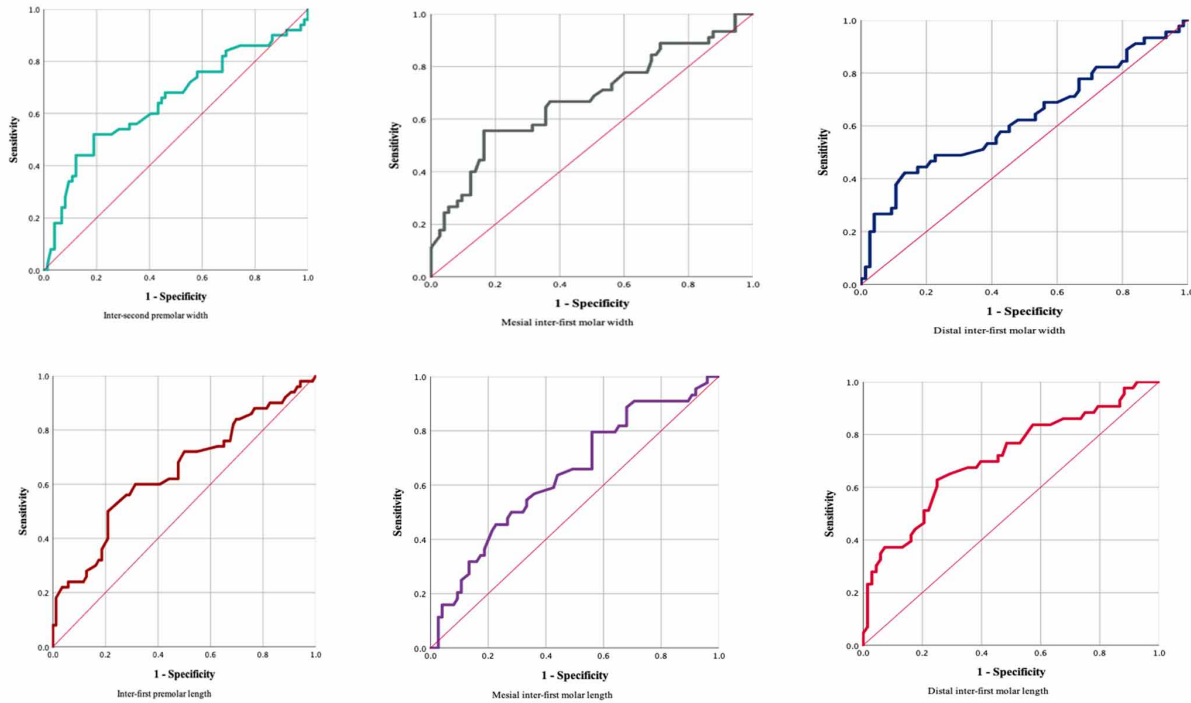 1.0
0.8
0.6
0.4
0.2
0.0
Sensitivity
0.0 0.2 0.4 0.6 0.8 1.0
1 - Specificity
Inter-second premolar width
1.0
0.8
0.6
0.4
0.2
0.0
Sensitivity
0.0 0.2 0.4 0.6 0.8 1.0
1 - Specificity
Mesial inter-first molar width
1.0
0.8
0.6
0.4
0.2
0.0
Sensitivity
0.0 0.2 0.4 0.6 0.8 1.0
1 - Specificity
Distal inter-first molar width
1.0
0.8
0.6
0.4
0.2
0.0
Sensitivity
0.0 0.2 0.4 0.6 0.8 1.0
1 - Specificity
Inter-first premolar length
1.0
0.8
0.6
0.4
0.2
0.0
Sensitivity
0.0 0.2 0.4 0.6 0.8 1.0
1 - Specificity
Mesial inter-first molar length
1.0
0.8
0.6
0.4
0.2
0.0
Sensitivity
0.0 0.2 0.4 0.6 0.8 1.0
1 - Specificity
Distal inter-first molar length